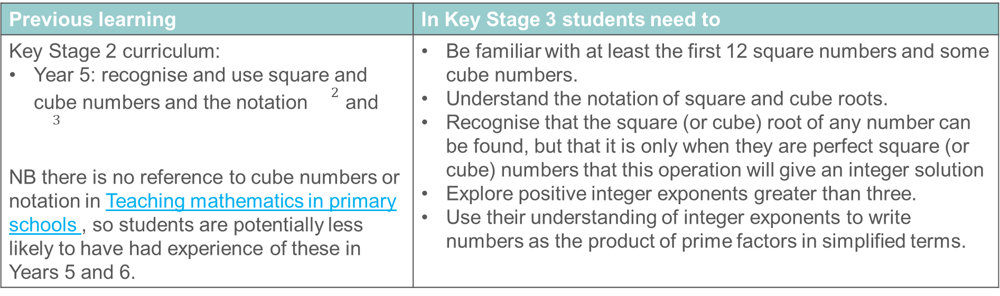 Previous learning
In Key Stage 3 students need to
Key Stage 2 curriculum:
• Year 5: recognise and use square and
cube numbers and the notation ² and
³
NB there is no reference to cube numbers or
notation in Teaching mathematics in primary
schools , so students are potentially less
likely to have had experience of these in
Years 5 and 6.
• Be familiar with at least the first 12 square numbers and some
cube numbers.
• Understand the notation of square and cube roots.
• Recognise that the square (or cube) root of any number can
be found, but that it is only when they are perfect square (or
cube) numbers that this operation will give an integer solution
• Explore positive integer exponents greater than three.
• Use their understanding of integer exponents to write
numbers as the product of prime factors in simplified terms.